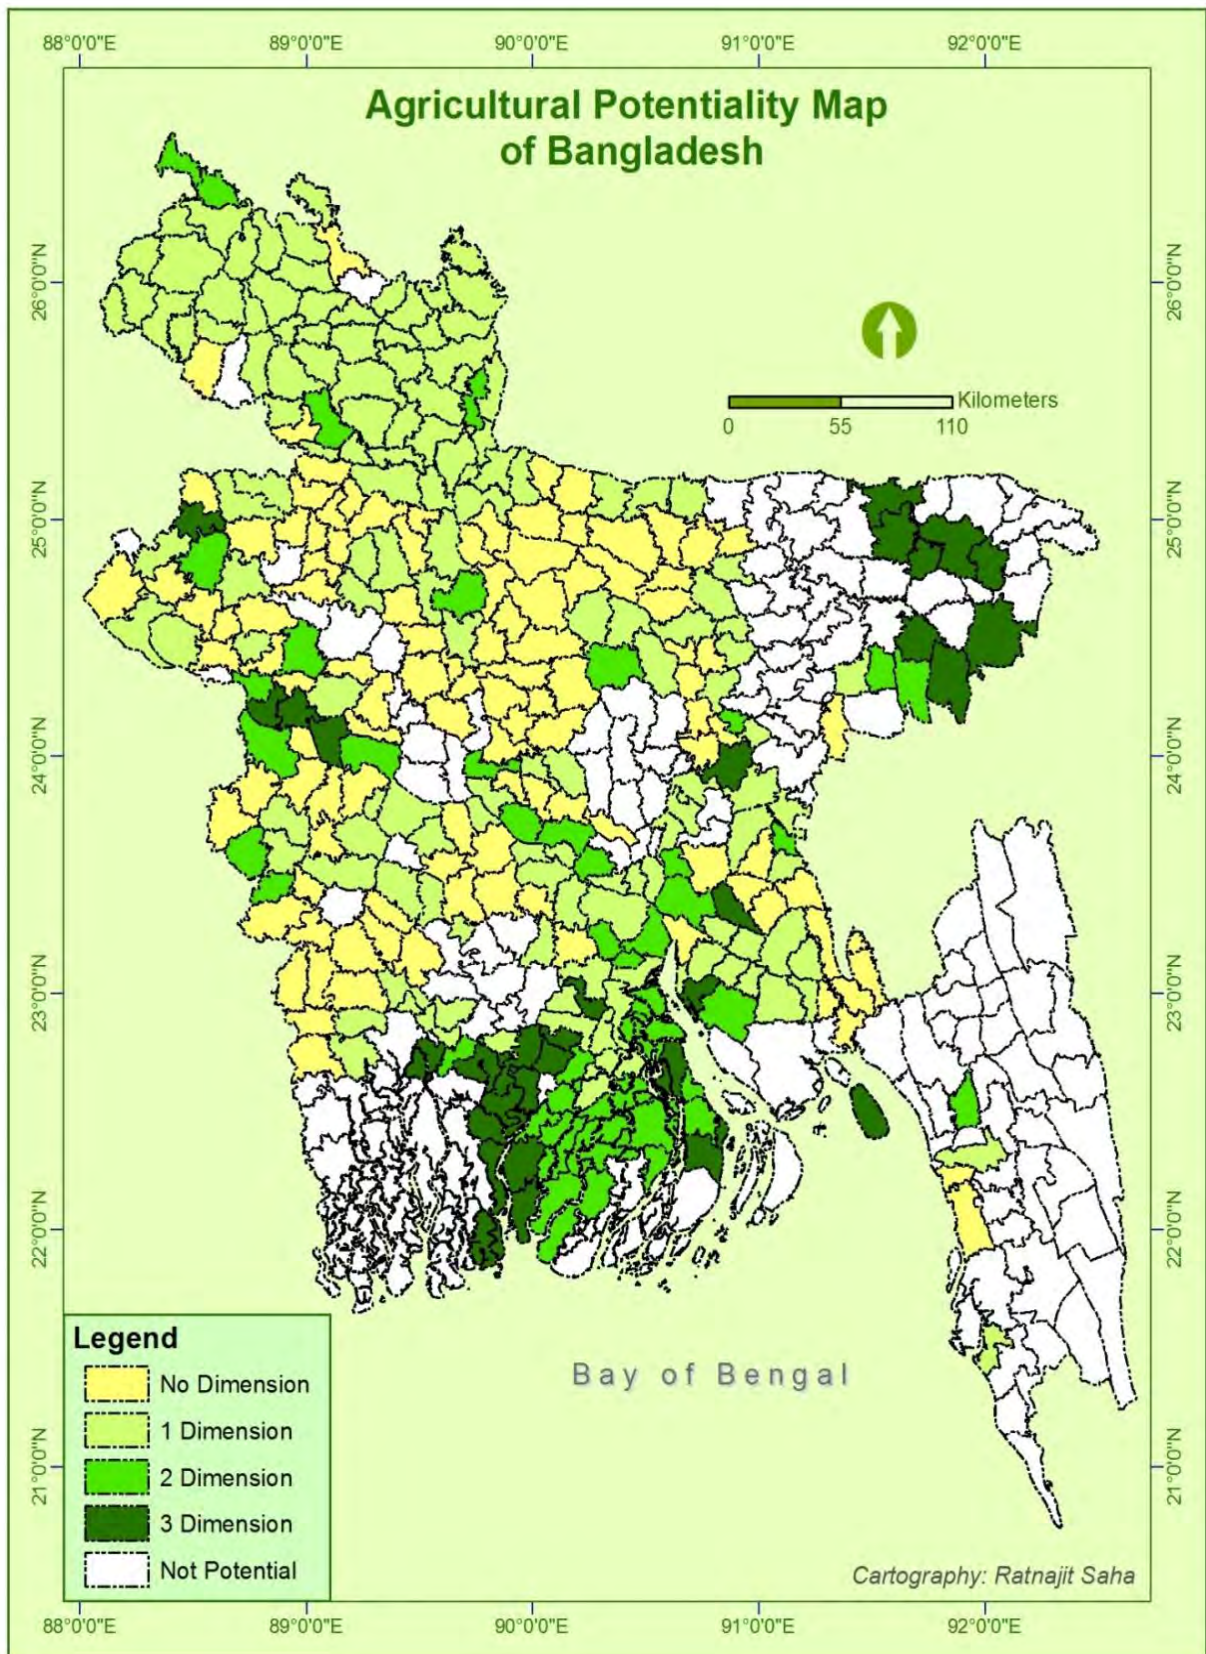 88°0'0"E 89°0'0"E 90°0'0"E 91°0'0"E 92°0'0"E
Agricultural Potentiality Map
of Bangladesh
26°0'0"N
26°0'0"N
Kilometers
0 55 110
25°0'0"N
25°0'0"N
24°0'0"N
24°0'0"N
23°0'0"N
23°0'0"N
22°0'0"N
22°0'0"N
Legend
No Dimension
1 Dimension
2 Dimension
3 Dimension
Not Potential
Bay of Bengal
21°0'0"N
21°0'0"N
Cartography: Ratnajit Saha
88°0'0"E 89°0'0"E 90°0'0"E 91°0'0"E 92°0'0"E